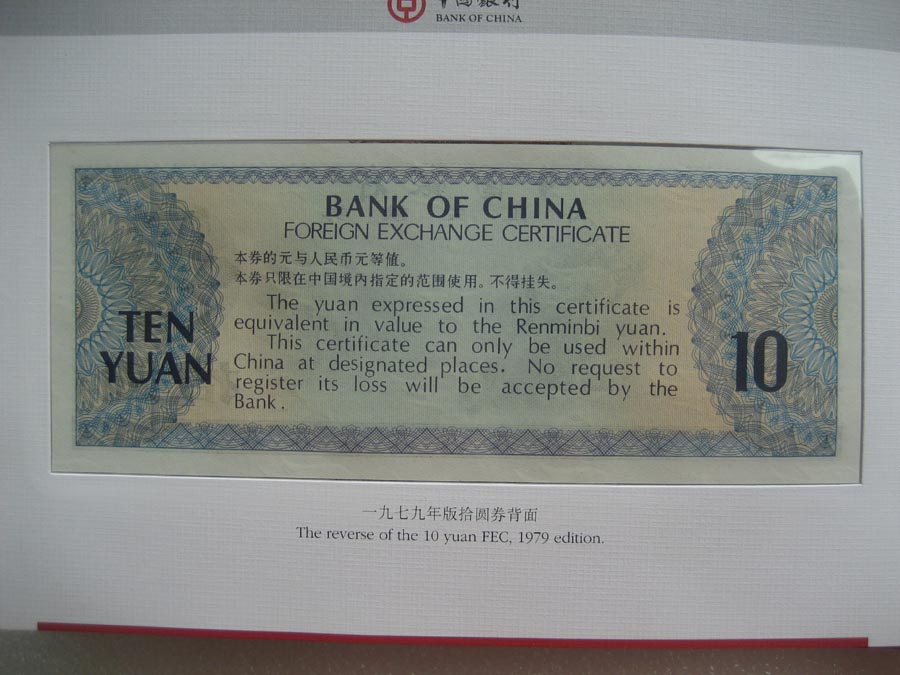 中国银行
BANK OF CHINA
BANK OF CHINA
FOREIGN EXCHANGE CERTIFICATE
本券的元与人民币元等值。
本券只限在中国境内指定的范围使用。不得挂失。
The yuan expressed in this certificate is
equivalent in value to the Renminbi yuan.
This certificate can only be used within
China at designated places. No request to
register its loss will be accepted by the
Bank.
TEN
YUAN
10
一九七九年版拾圆券背面
The reverse of the 10 yuan FEC, 1979 edition.